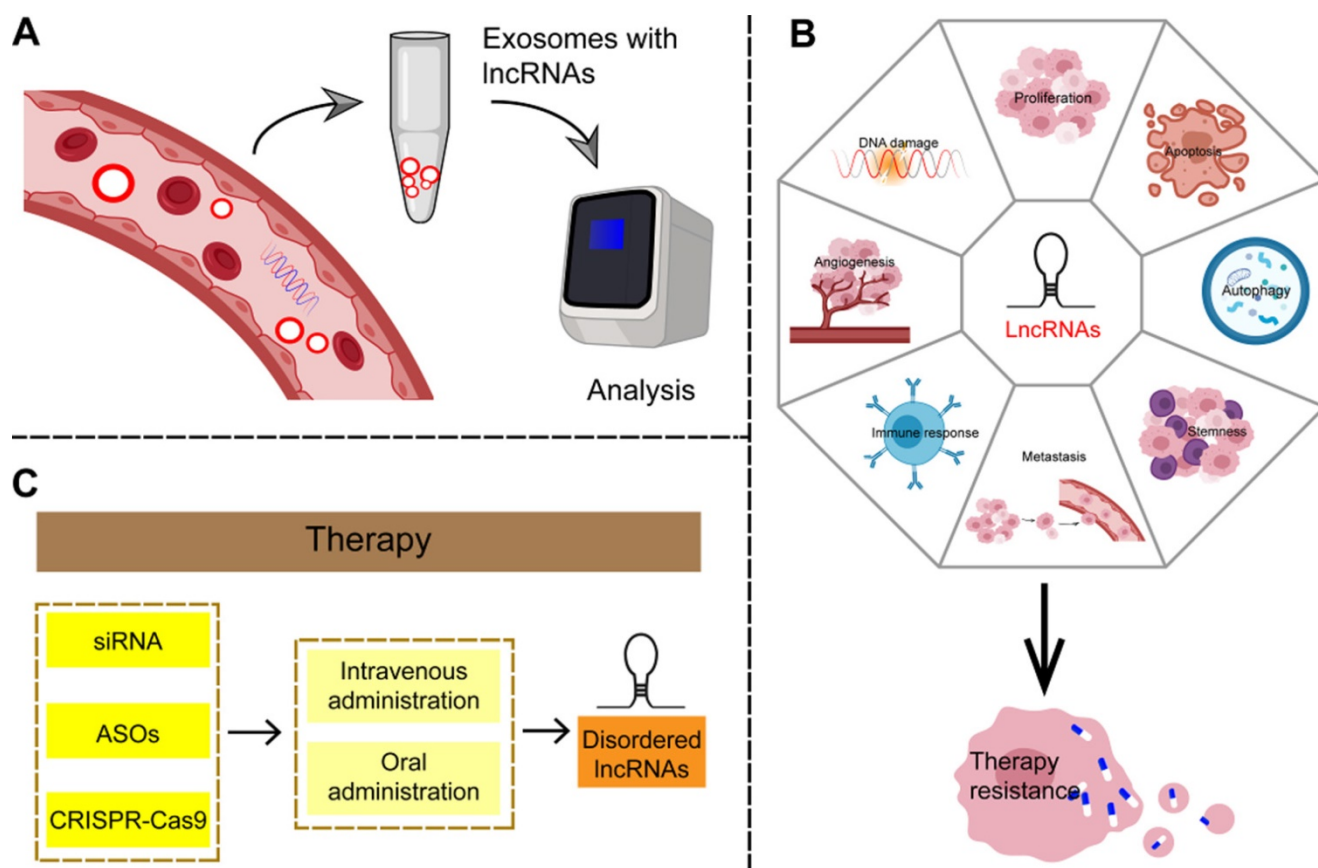 A
Exosomes with
lncRNAs
Analysis
B
Proliferation
Apoptosis
Autophagy
Stemness
Metastasis
Immune response
Angiogenesis
DNA damage
LncRNAs
Therapy
resistance
C
Therapy
siRNA
ASOs
CRISPR-Cas9
Intravenous
administration
Oral
administration
Disordered
lncRNAs